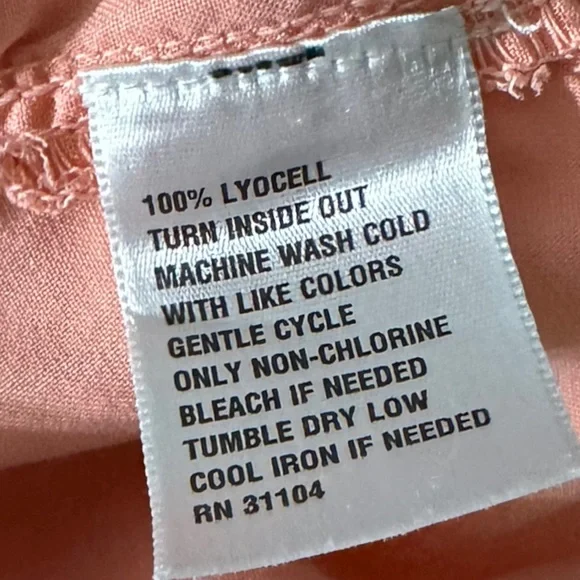 100% LYOCELL
TURN INSIDE OUT
MACHINE WASH COLD
WITH LIKE COLORS
GENTLE CYCLE
ONLY NON-CHLORINE
BLEACH IF NEEDED
TUMBLE DRY LOW
COOL IRON IF NEEDED
RN 31104